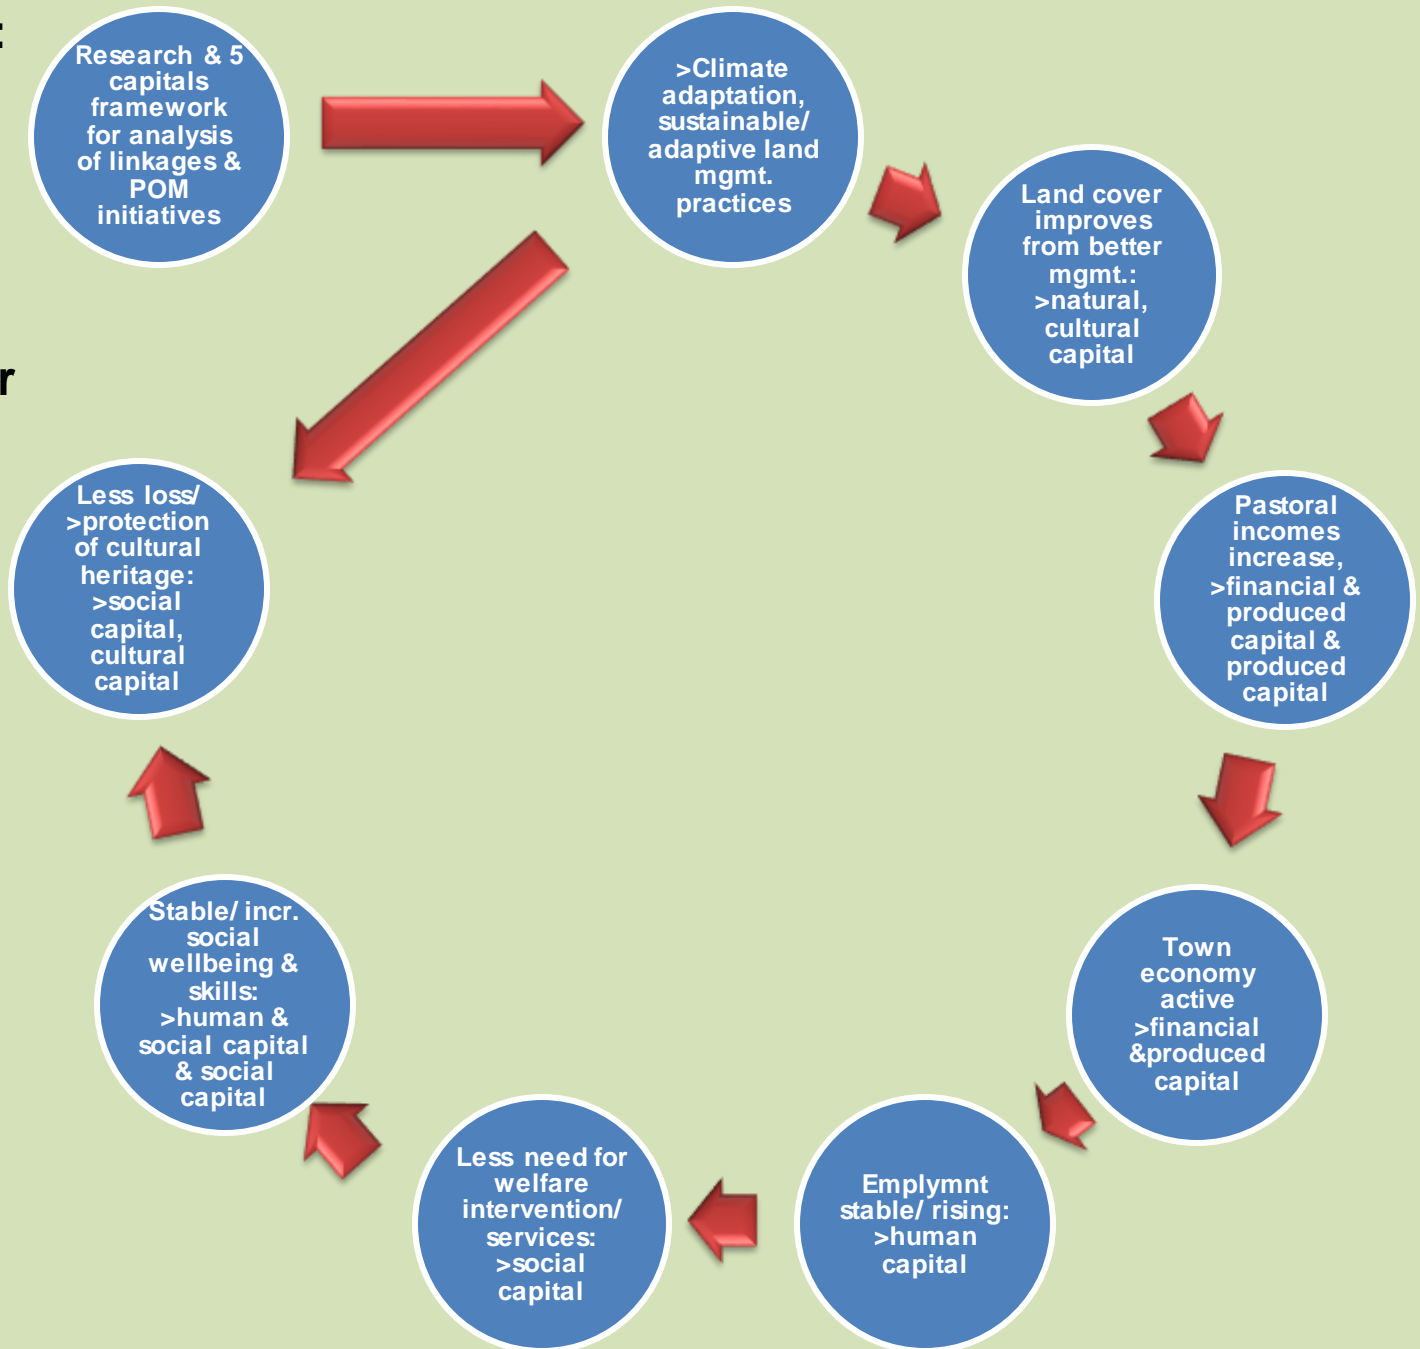 :
Research & 5
capitals
framework
for analysis
of linkages &
POM
initiatives
>Climate
adaptation,
sustainable/
adaptive land
mgmt.
practices
Land cover
improves
from better
mgmt.:
>natural,
cultural
capital
r
Pastoral
incomes
increase,
>financial &
produced
capital &
produced
capital
Town
economy
active
>financial
&produced
capital
Emplymnt
stable/ rising:
>human
capital
Less need for
welfare
intervention/
services:
>social
capital
Stable/ incr.
social
wellbeing &
skills:
>human &
social capital
& social
capital
Less loss/
>protection
of cultural
heritage:
>social
capital,
cultural
capital